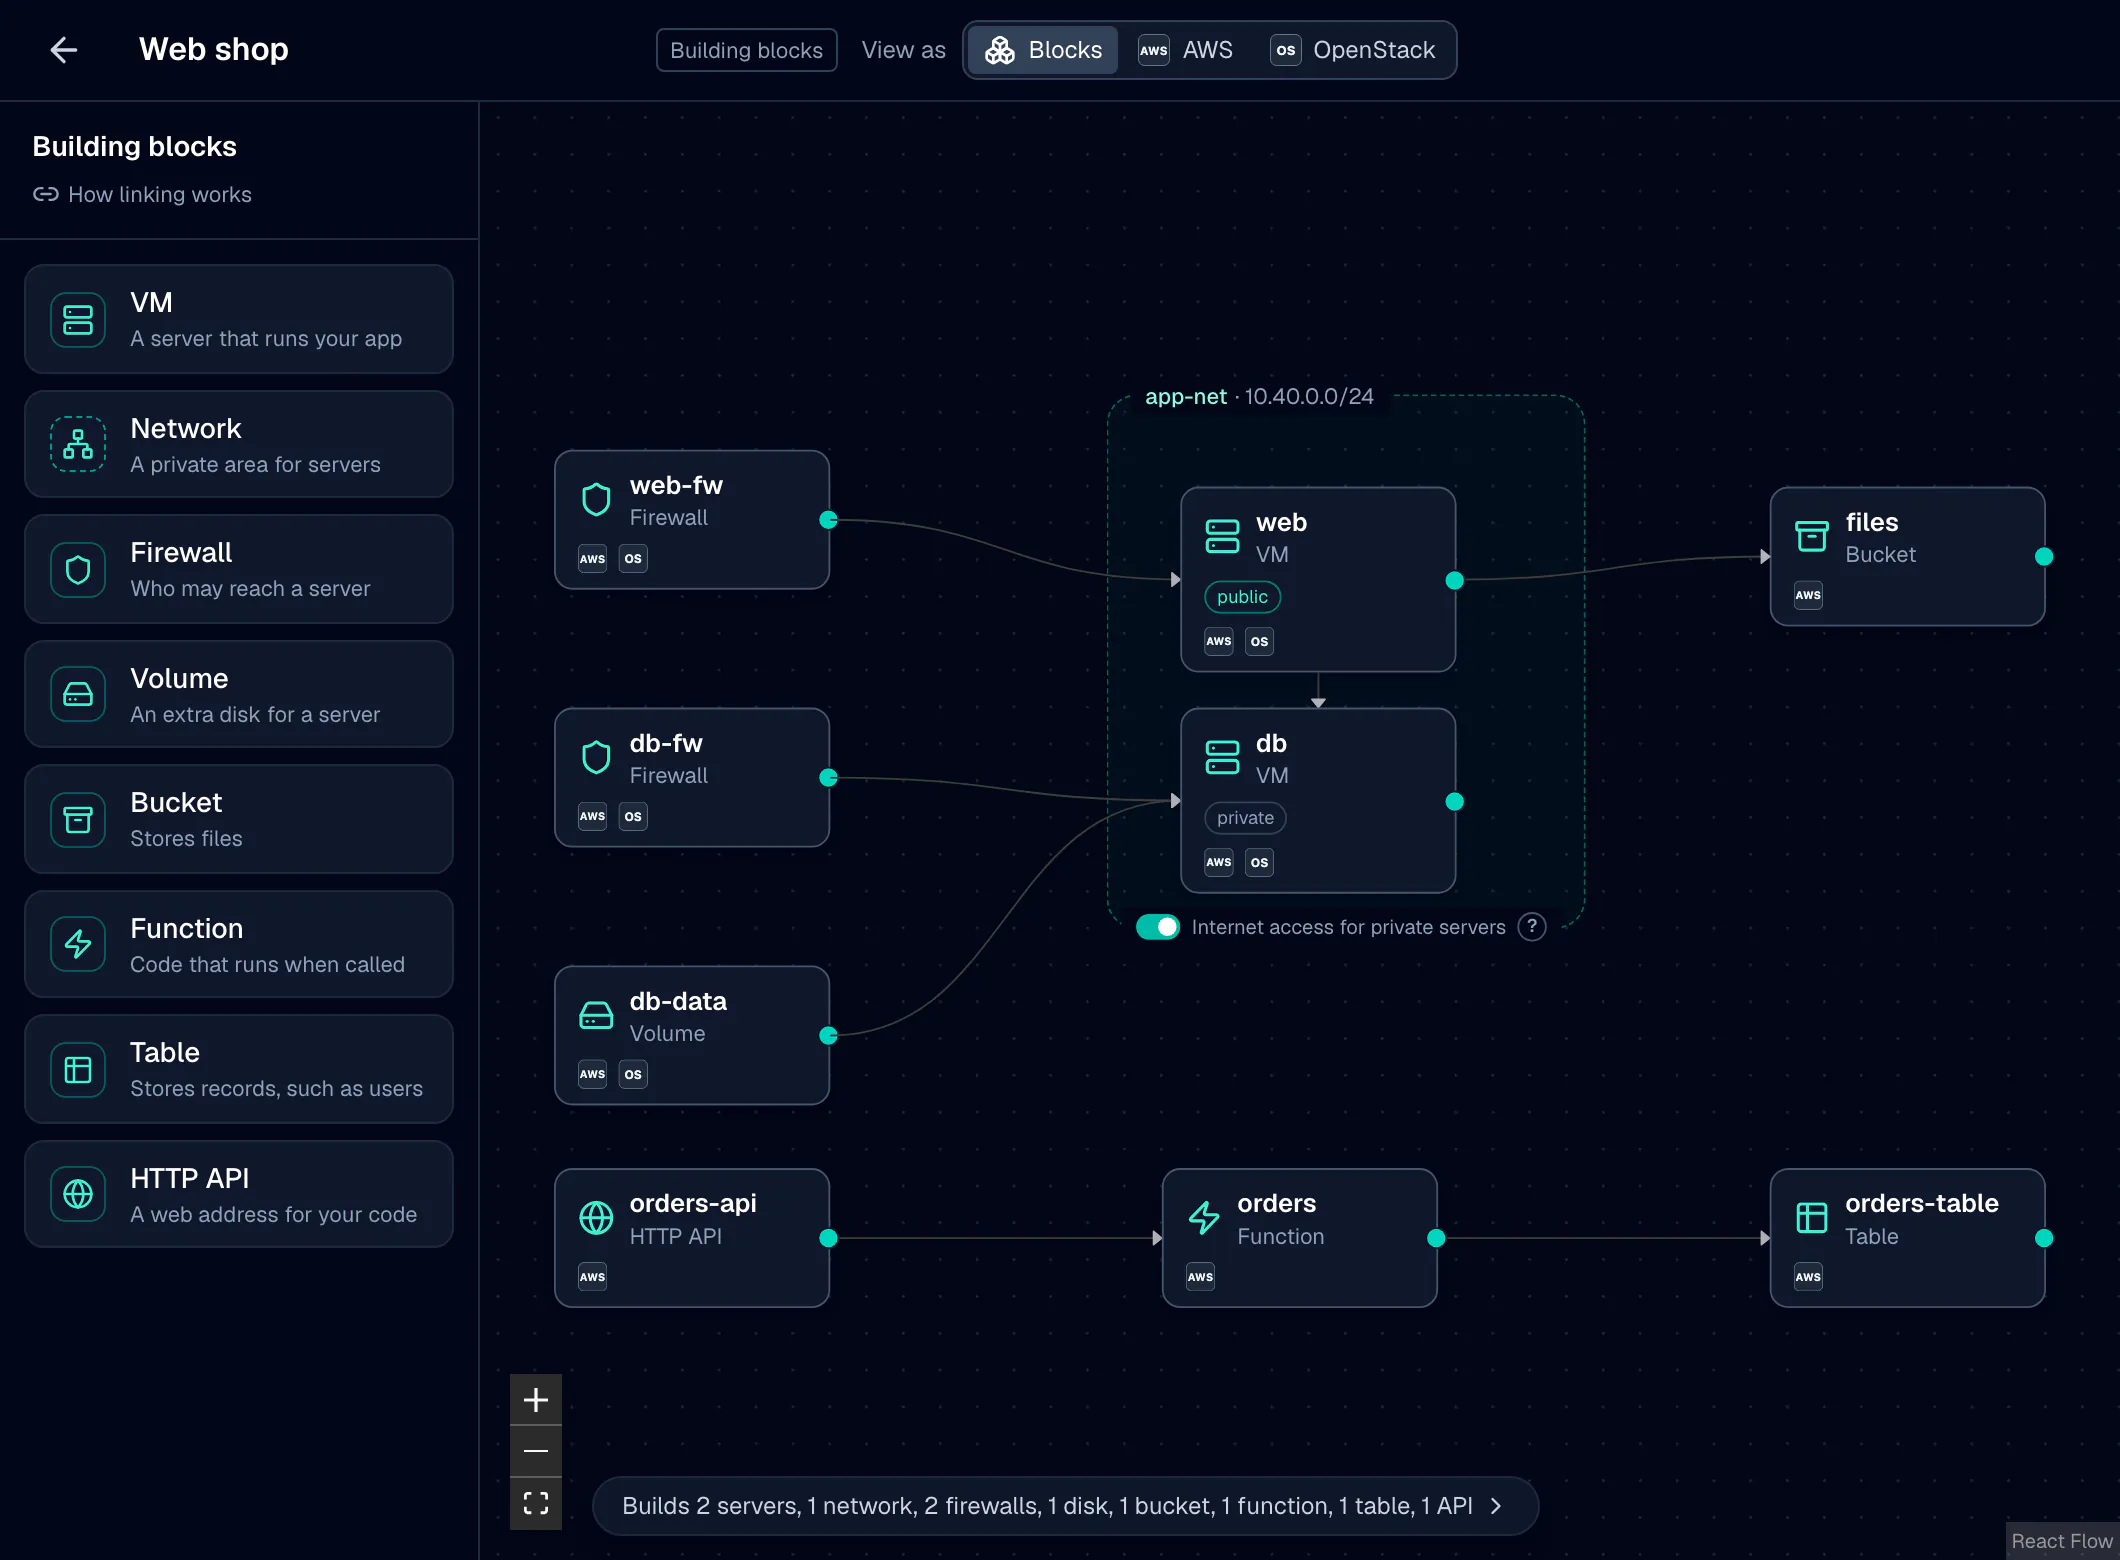 Web shop
Building blocks
View as
Blocks
AWS AWS
OS OpenStack
Building blocks
How linking works
VM
A server that runs your app
Network
A private area for servers
Firewall
Who may reach a server
Volume
An extra disk for a server
Bucket
Stores files
Function
Code that runs when called
Table
Stores records, such as users
HTTP API
A web address for your code
app-net · 10.40.0.0/24
web-fw
Firewall
AWS OS
web
VM
public
AWS OS
files
Bucket
AWS
db-fw
Firewall
AWS OS
db
VM
private
AWS OS
Internet access for private servers ?
db-data
Volume
AWS OS
orders-api
HTTP API
AWS
orders
Function
AWS
orders-table
Table
AWS
Builds 2 servers, 1 network, 2 firewalls, 1 disk, 1 bucket, 1 function, 1 table, 1 API
React Flow